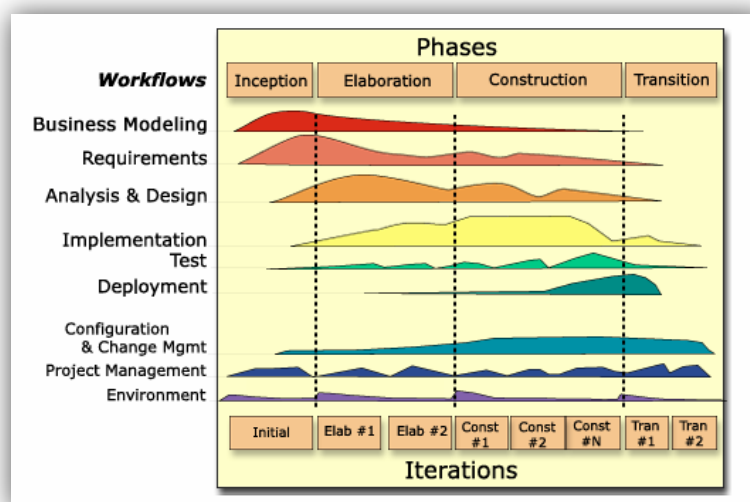 Phases
Workflows
Inception
Elaboration
Construction
Transition
Business Modeling
Requirements
Analysis & Design
Implementation
Test
Deployment
Configuration
& Change Mgmt
Project Management
Environment
Initial
Elab #1
Elab #2
Const
#1
Const
#2
Const
#N
Tran
#1
Tran
#2
Iterations